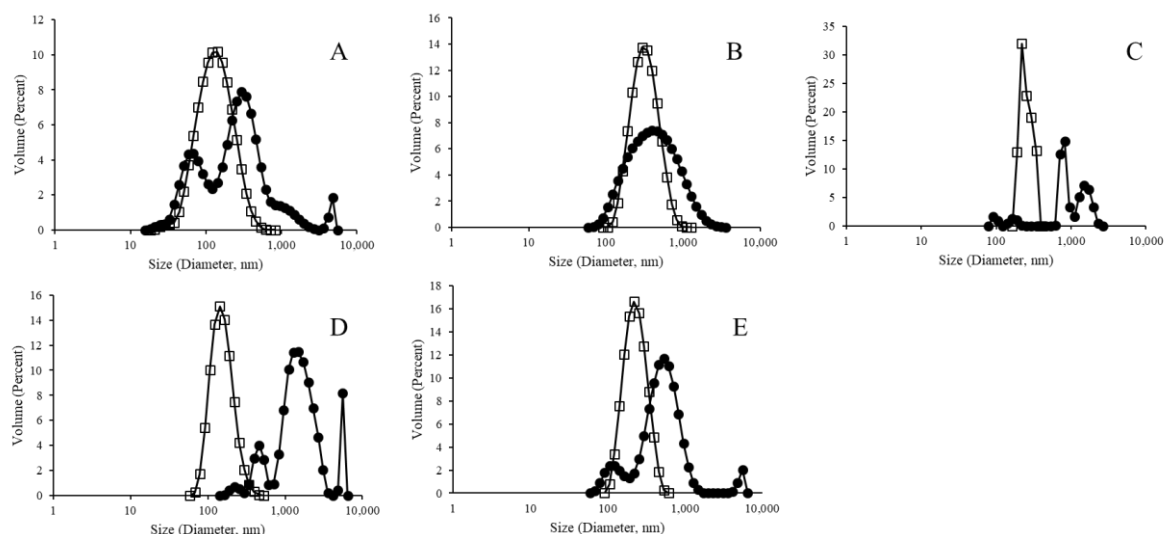 A
Volume (Percent)
12
10
8
6
4
2
0
1 10 100 1,000 10,000
Size (Diameter, nm)
B
Volume (Percent)
16
14
12
10
8
6
4
2
0
1 10 100 1,000 10,000
Size (Diameter, nm)
C
Volume (Percent)
35
30
25
20
15
10
5
0
1 10 100 1,000 10,000
Size (Diameter, nm)
D
Volume (Percent)
16
14
12
10
8
6
4
2
0
1 10 100 1,000 10,000
Size (Diameter, nm)
E
Volume (Percent)
18
16
14
12
10
8
6
4
2
0
1 10 100 1,000 10,000
Size (Diameter, nm)